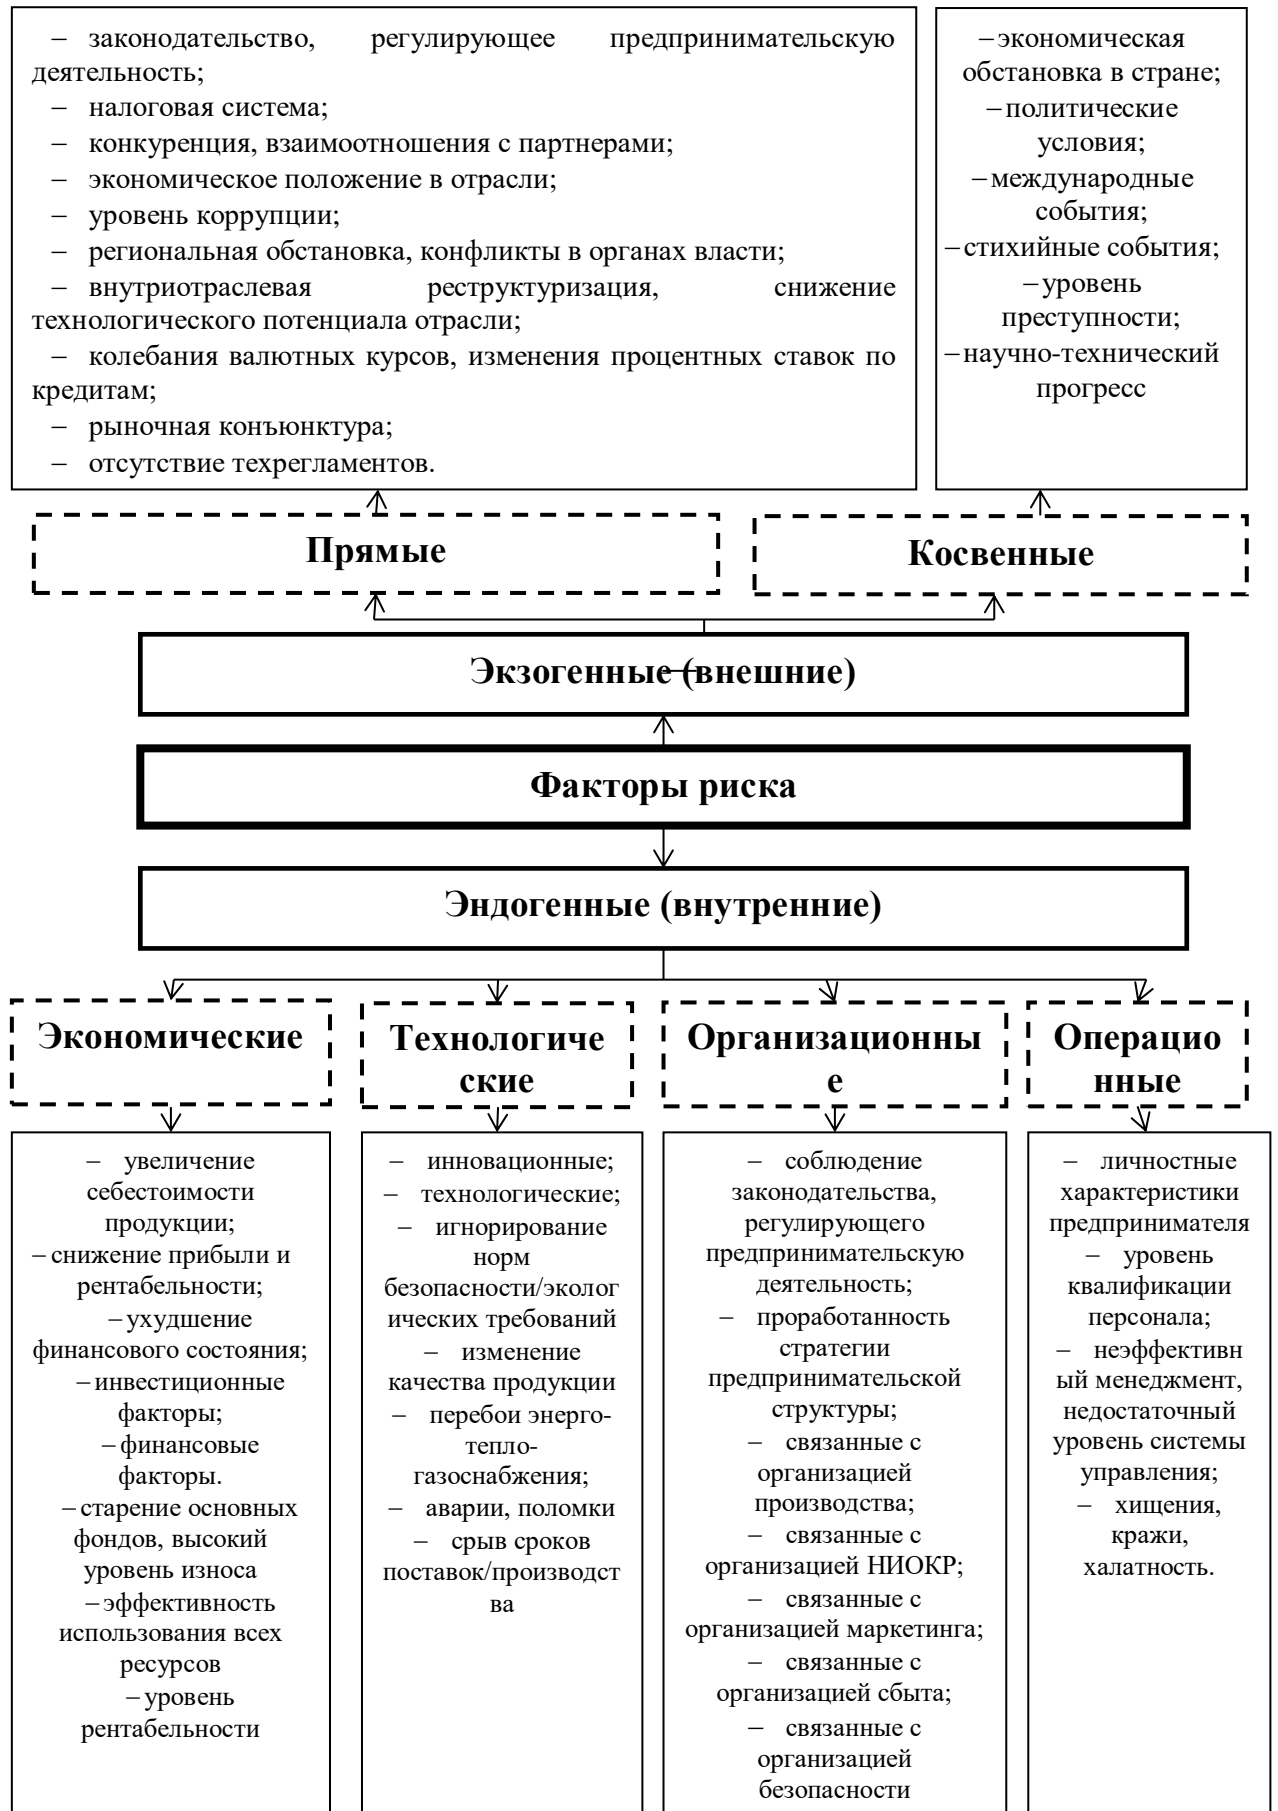 – законодательство, регулирующее предпринимательскую
деятельность;
– налоговая система;
– конкуренция, взаимоотношения с партнерами;
– экономическое положение в отрасли;
– уровень коррупции;
– региональная обстановка, конфликты в органах власти;
– внутриотраслевая реструктуризация, снижение
технологического потенциала отрасли;
– колебания валютных курсов, изменения процентных ставок по
кредитам;
– рыночная конъюнктура;
– отсутствие техрегламентов.
– экономическая
обстановка в стране;
– политические
условия;
– международные
события;
– стихийные события;
– уровень
преступности;
– научно-технический
прогресс
Прямые
Косвенные
Экзогенные (внешние)
Факторы риска
Эндогенные (внутренние)
Экономические
Технологиче
ские
Организационны
е
Операцио
нные
– увеличение
себестоимости
продукции;
– снижение прибыли и
рентабельности;
– ухудшение
финансового состояния;
– инвестиционные
факторы;
– финансовые
факторы.
– старение основных
фондов, высокий
уровень износа
– эффективность
использования всех
ресурсов
– уровень
рентабельности
– инновационные;
– технологические;
– игнорирование
норм
безопасности/эколог
ических требований
– изменение
качества продукции
– перебои энерго-
тепло-
газоснабжения;
– аварии, поломки
– срыв сроков
поставок/производст
ва
– соблюдение
законодательства,
регулирующего
предпринимательскую
деятельность;
– проработанность
стратегии
предпринимательской
структуры;
– связанные с
организацией
производства;
– связанные с
организацией НИОКР;
– связанные с
организацией маркетинга;
– связанные с
организацией сбыта;
– связанные с
организацией
безопасности
– личностные
характеристики
предпринимателя
– уровень
квалификации
персонала;
– неэффективн
ый менеджмент,
недостаточный
уровень системы
управления;
– хищения,
кражи,
халатность.